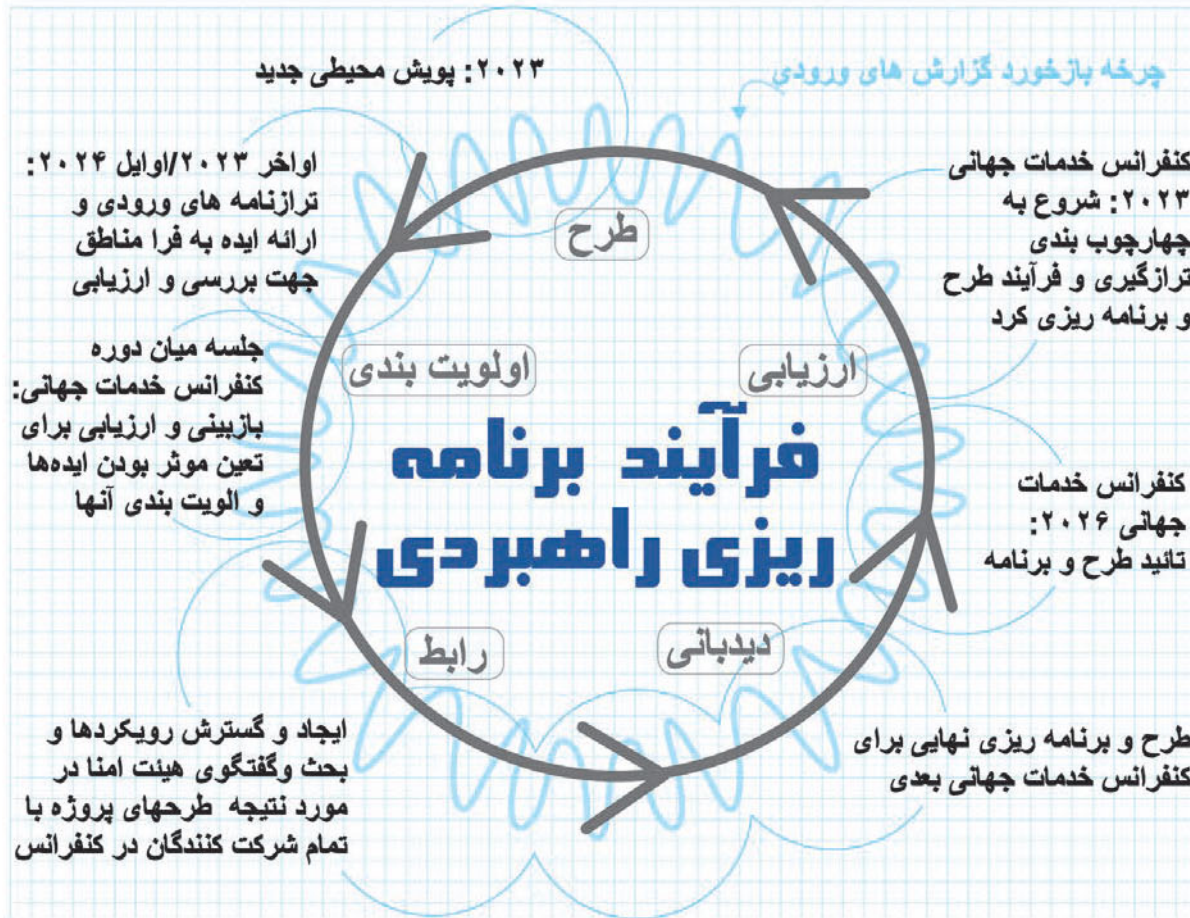 چرخه بازخورد گزارش های ورودی
۲۰۲۳: پویش محیطی جدید
کنفرانس خدمات جهانی
۲۰۲۳: شروع به
چهارچوب بندی
ترازگیری و فرآیند طرح
و برنامه ریزی کرد
اواخر ۲۰۲۳/اوایل ۲۰۲۴:
ترازنامه های ورودی و
ارائه ایده به فرا مناطق
جهت بررسی و ارزیابی
جلسه میان دوره
کنفرانس خدمات جهانی:
بازبینی و ارزیابی برای
تعین موثر بودن ایده‌ها
و الویت بندی آنها
طرح
ارزیابی
اولویت بندی
فرآیند برنامه
ریزی راهبردی
دیدبانی
رابط
کنفرانس خدمات
جهانی ۲۰۲۶:
تائید طرح و برنامه
طرح و برنامه ریزی نهایی برای
کنفرانس خدمات جهانی بعدی
ایجاد و گسترش رویکردها و
بحث وگفتگوی هیئت امنا در
مورد نتیجه طرحهای پروژه با
تمام شرکت کنندگان در کنفرانس